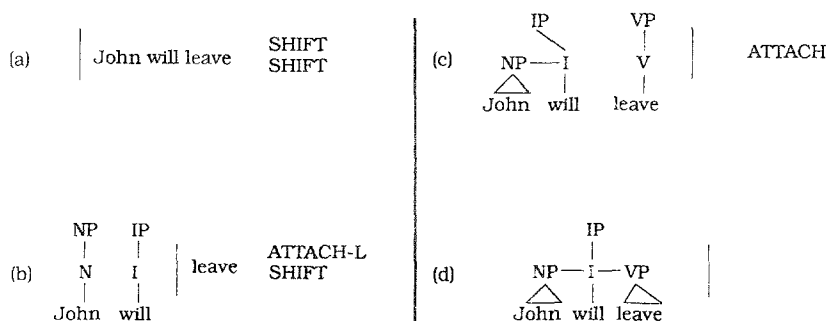 (a) John will leave SHIFT
SHIFT
NP IP
(b) N I leave ATTACH-L
SHIFT
John will
IP VP
(c) NP I V ATTACH
John will leave
IP
(d) NP I VP
John will leave